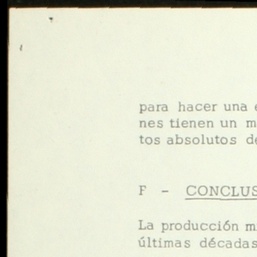 para hacer una
nes tienen un
tos absolutos
F - CONCLUS
La producción
últimas décadas